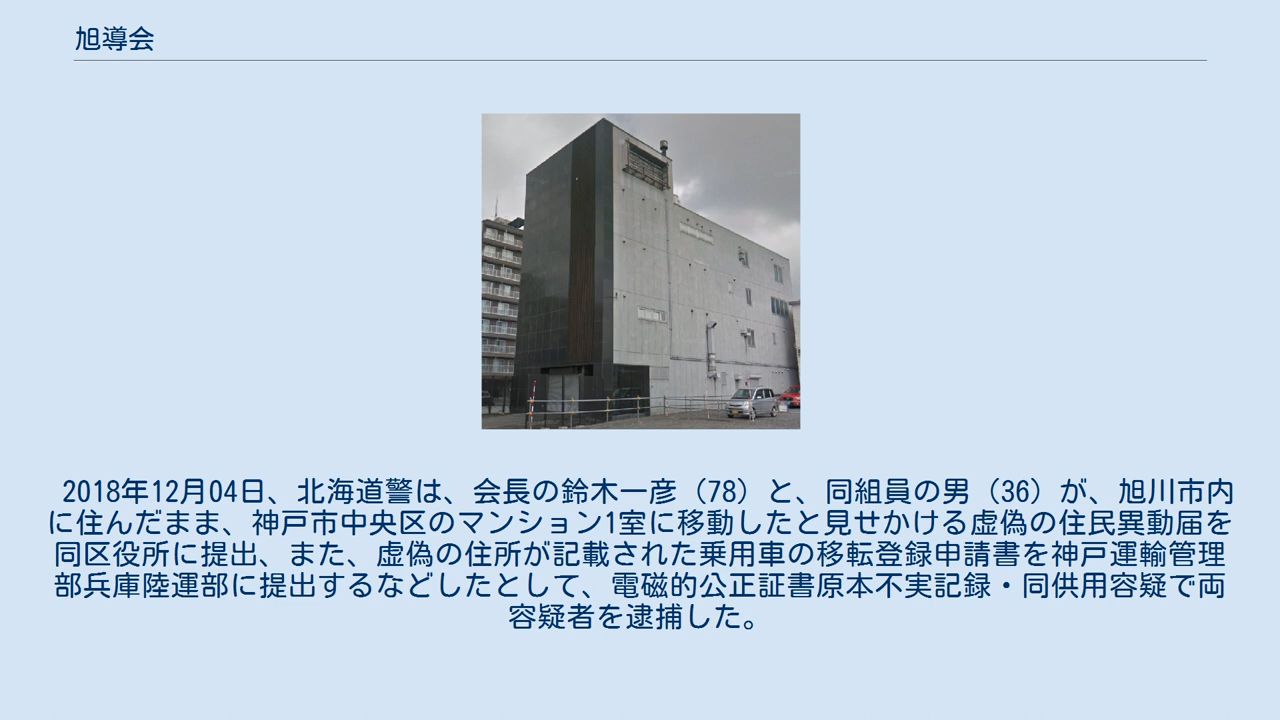 旭導会
2018年12月04日、北海道警は、会長の鈴木一彦（78）と、同組員の男（36）が、旭川市内
に住んだまま、神戸市中央区のマンション1室に移動したと見せかける虚偽の住民異動届を
同区役所に提出、また、虚偽の住所が記載された乗用車の移転登録申請書を神戸運輸管理
部兵庫陸運部に提出するなどしたとして、電磁的公正証書原本不実記録・同供用容疑で両
容疑者を逮捕した。